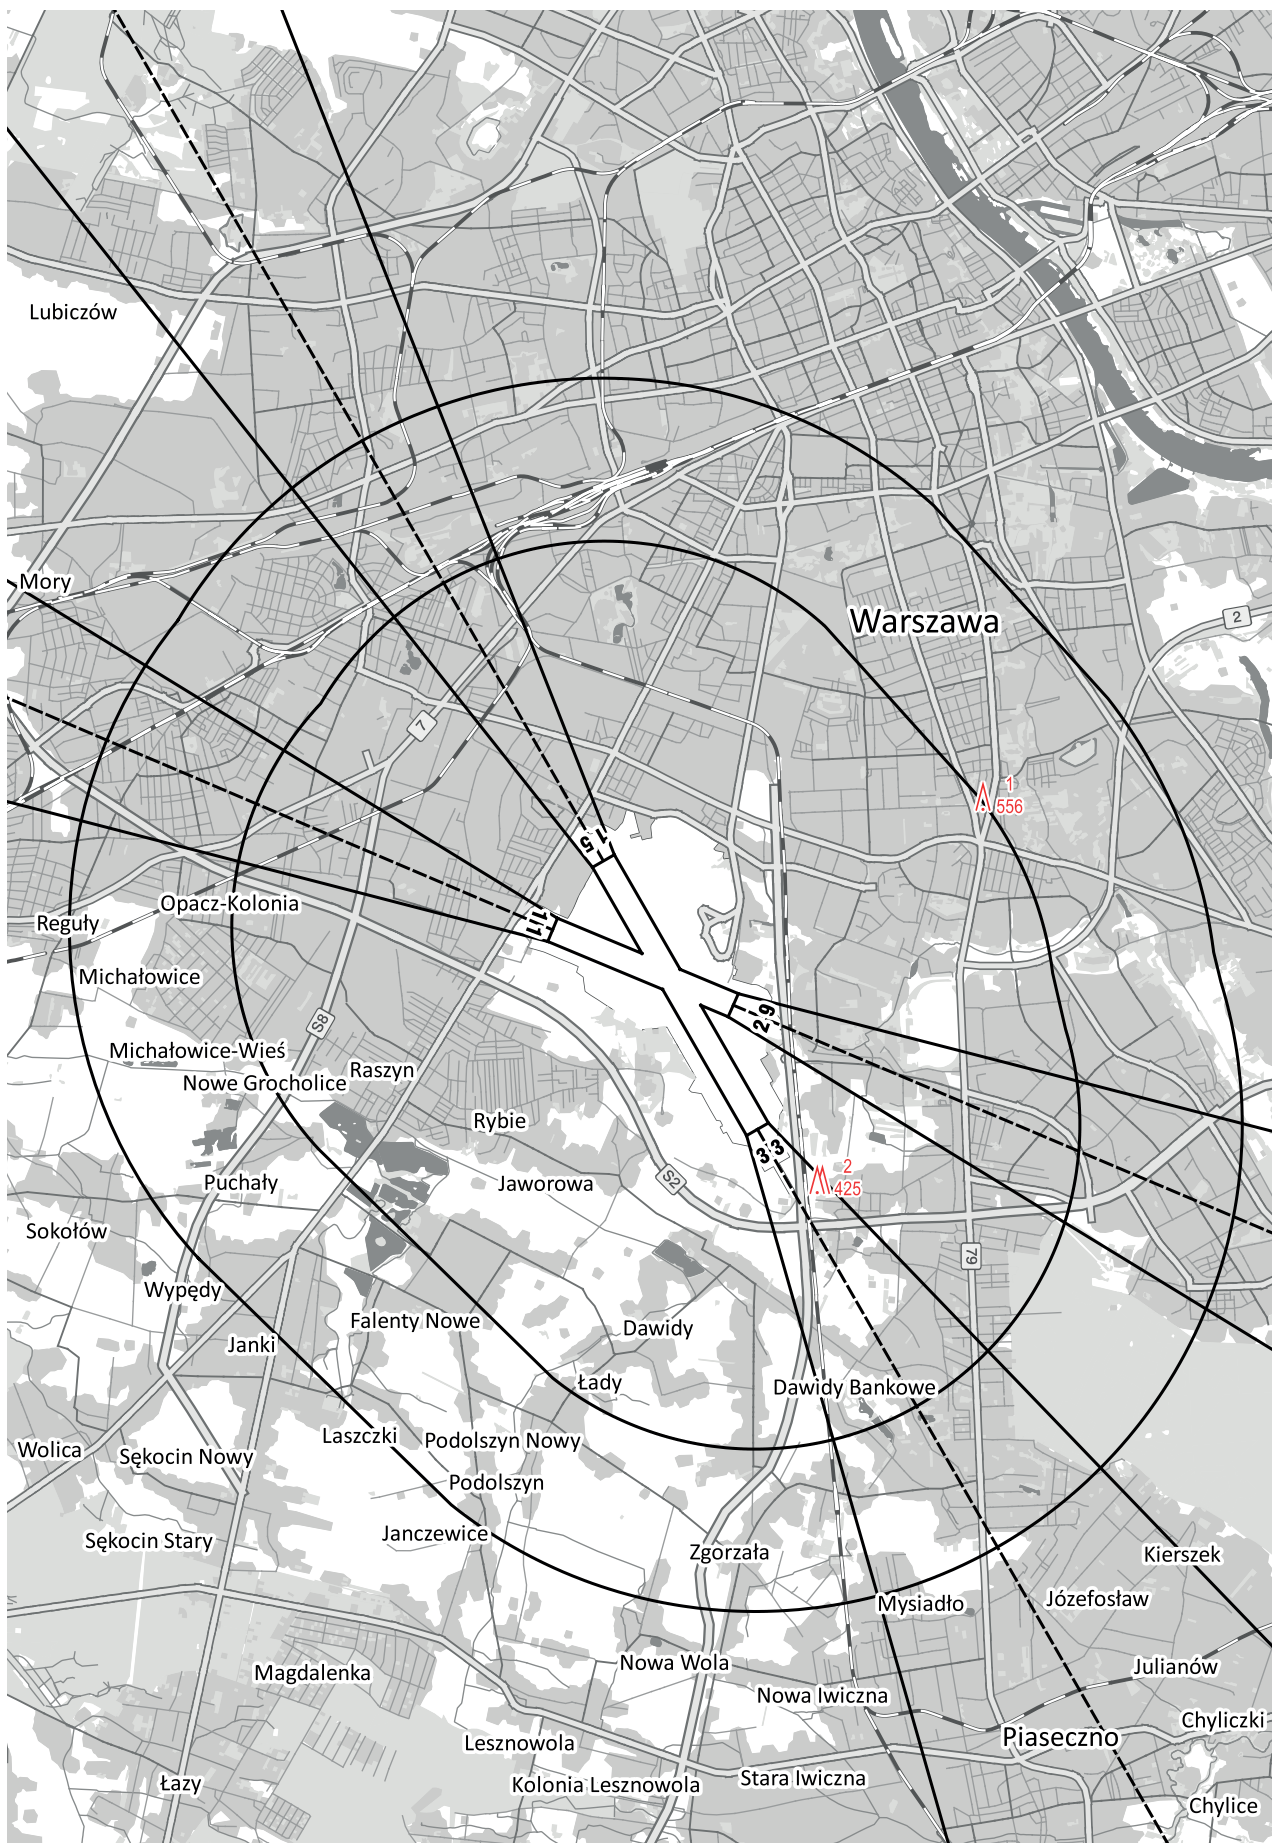 Lubiczów
Mory
Warszawa
2
7
1
556
15
11
Opacz-Kolonia
Reguły
Michałowice
29
S8
Michałowice-Wieś
Nowe Grocholice
Raszyn
Rybie
33
2
425
Puchały
Jaworowa
S2
Sokołów
79
Wypędy
Falenty Nowe
Dawidy
Janki
Łady
Dawidy Bankowe
Laszczki
Podolszyn Nowy
Wolica
Sękocin Nowy
Podolszyn
Sękocin Stary
Janczewice
Zgorzała
Kierszek
Mysiadło
Józefosław
Magdalenka
Nowa Wola
Julianów
Nowa Iwiczna
Chyliczki
Piaseczno
Lesznowola
Łazy
Kolonia Lesznowola
Stara Iwiczna
Chylice